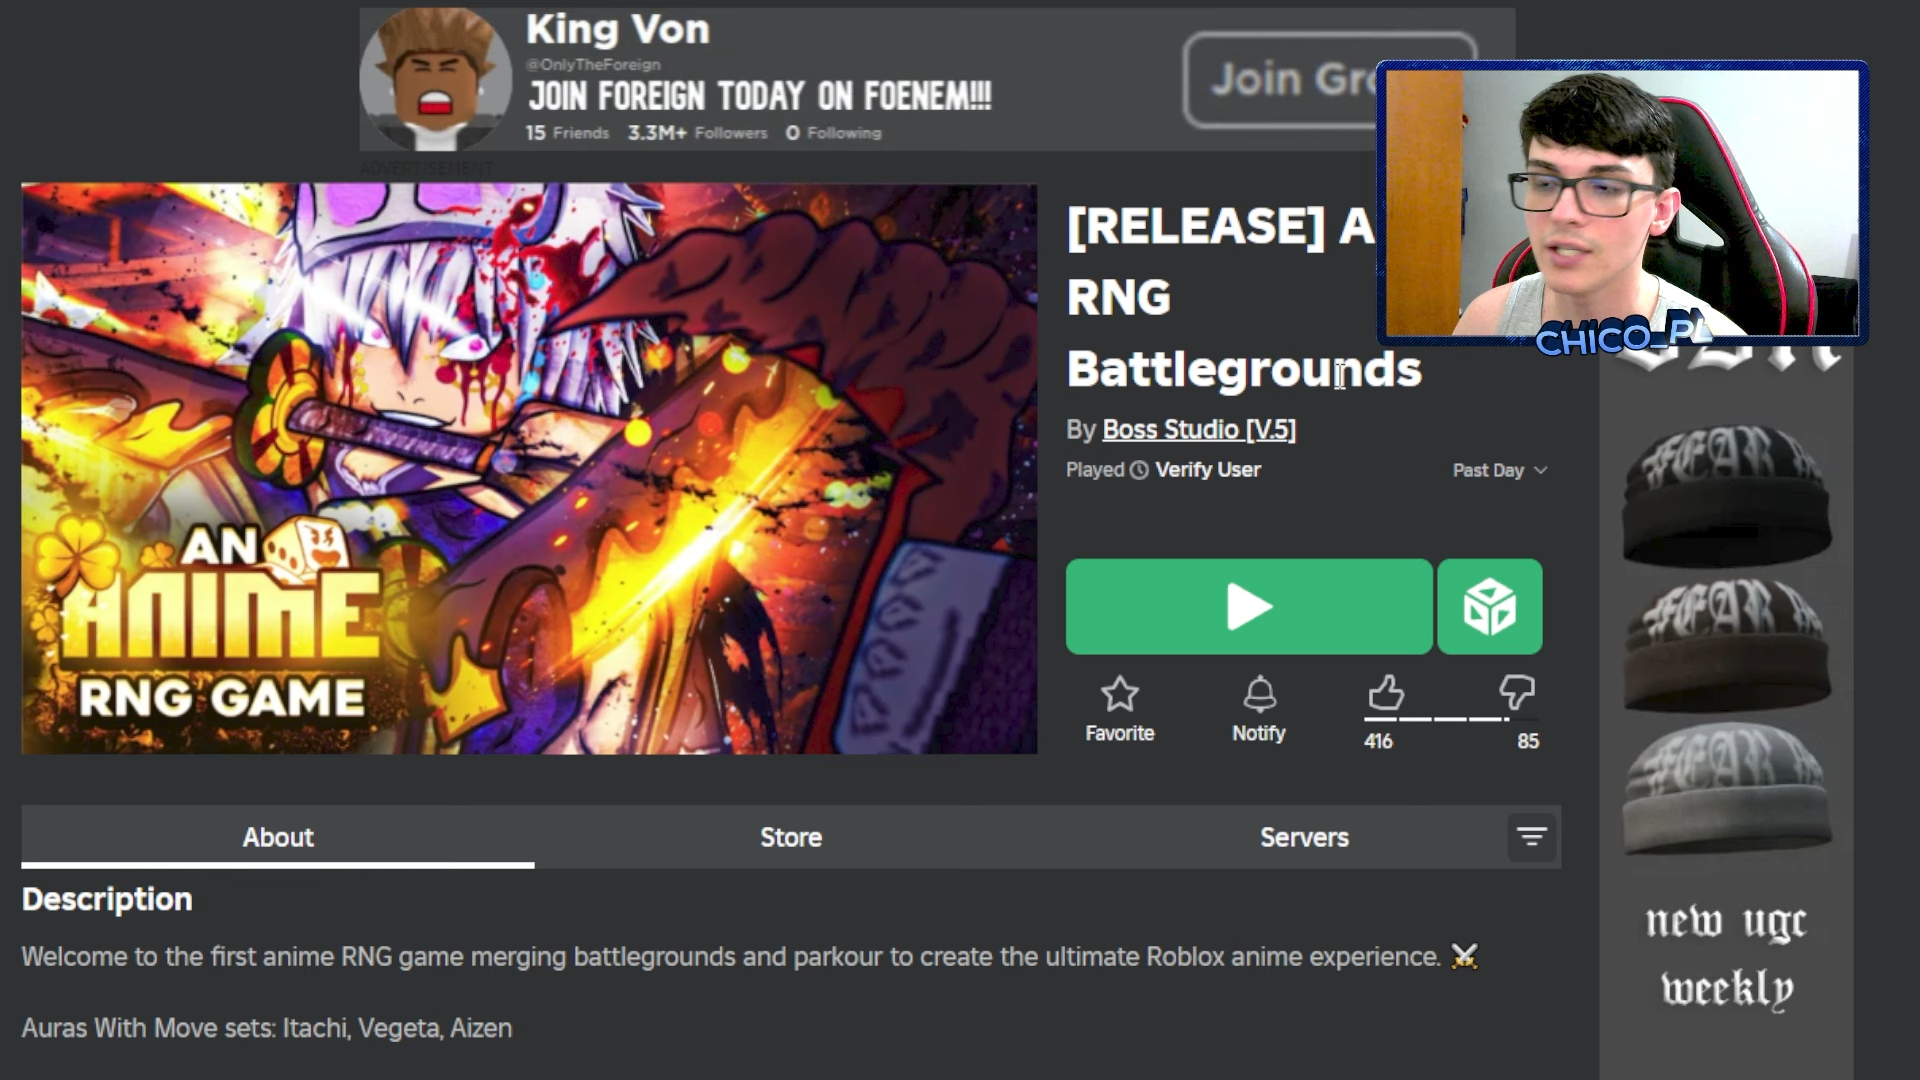 King Von
@OnlyTheForeign
JOIN FOREIGN TODAY ON FOENEM!!!
15 Friends 3.3M+ Followers 0 Following
ADVERTISEMENT
Join Gr
[RELEASE] A
RNG
Battlegrounds
CHICO_PL
By Boss Studio [V.5]
Played Verify User
Past Day
AN
ANIME
RNG GAME
Favorite
Notify
416
85
About
Store
Servers
Description
Welcome to the first anime RNG game merging battlegrounds and parkour to create the ultimate Roblox anime experience. ⚔️
Auras With Move sets: Itachi, Vegeta, Aizen
new ugc
weekly